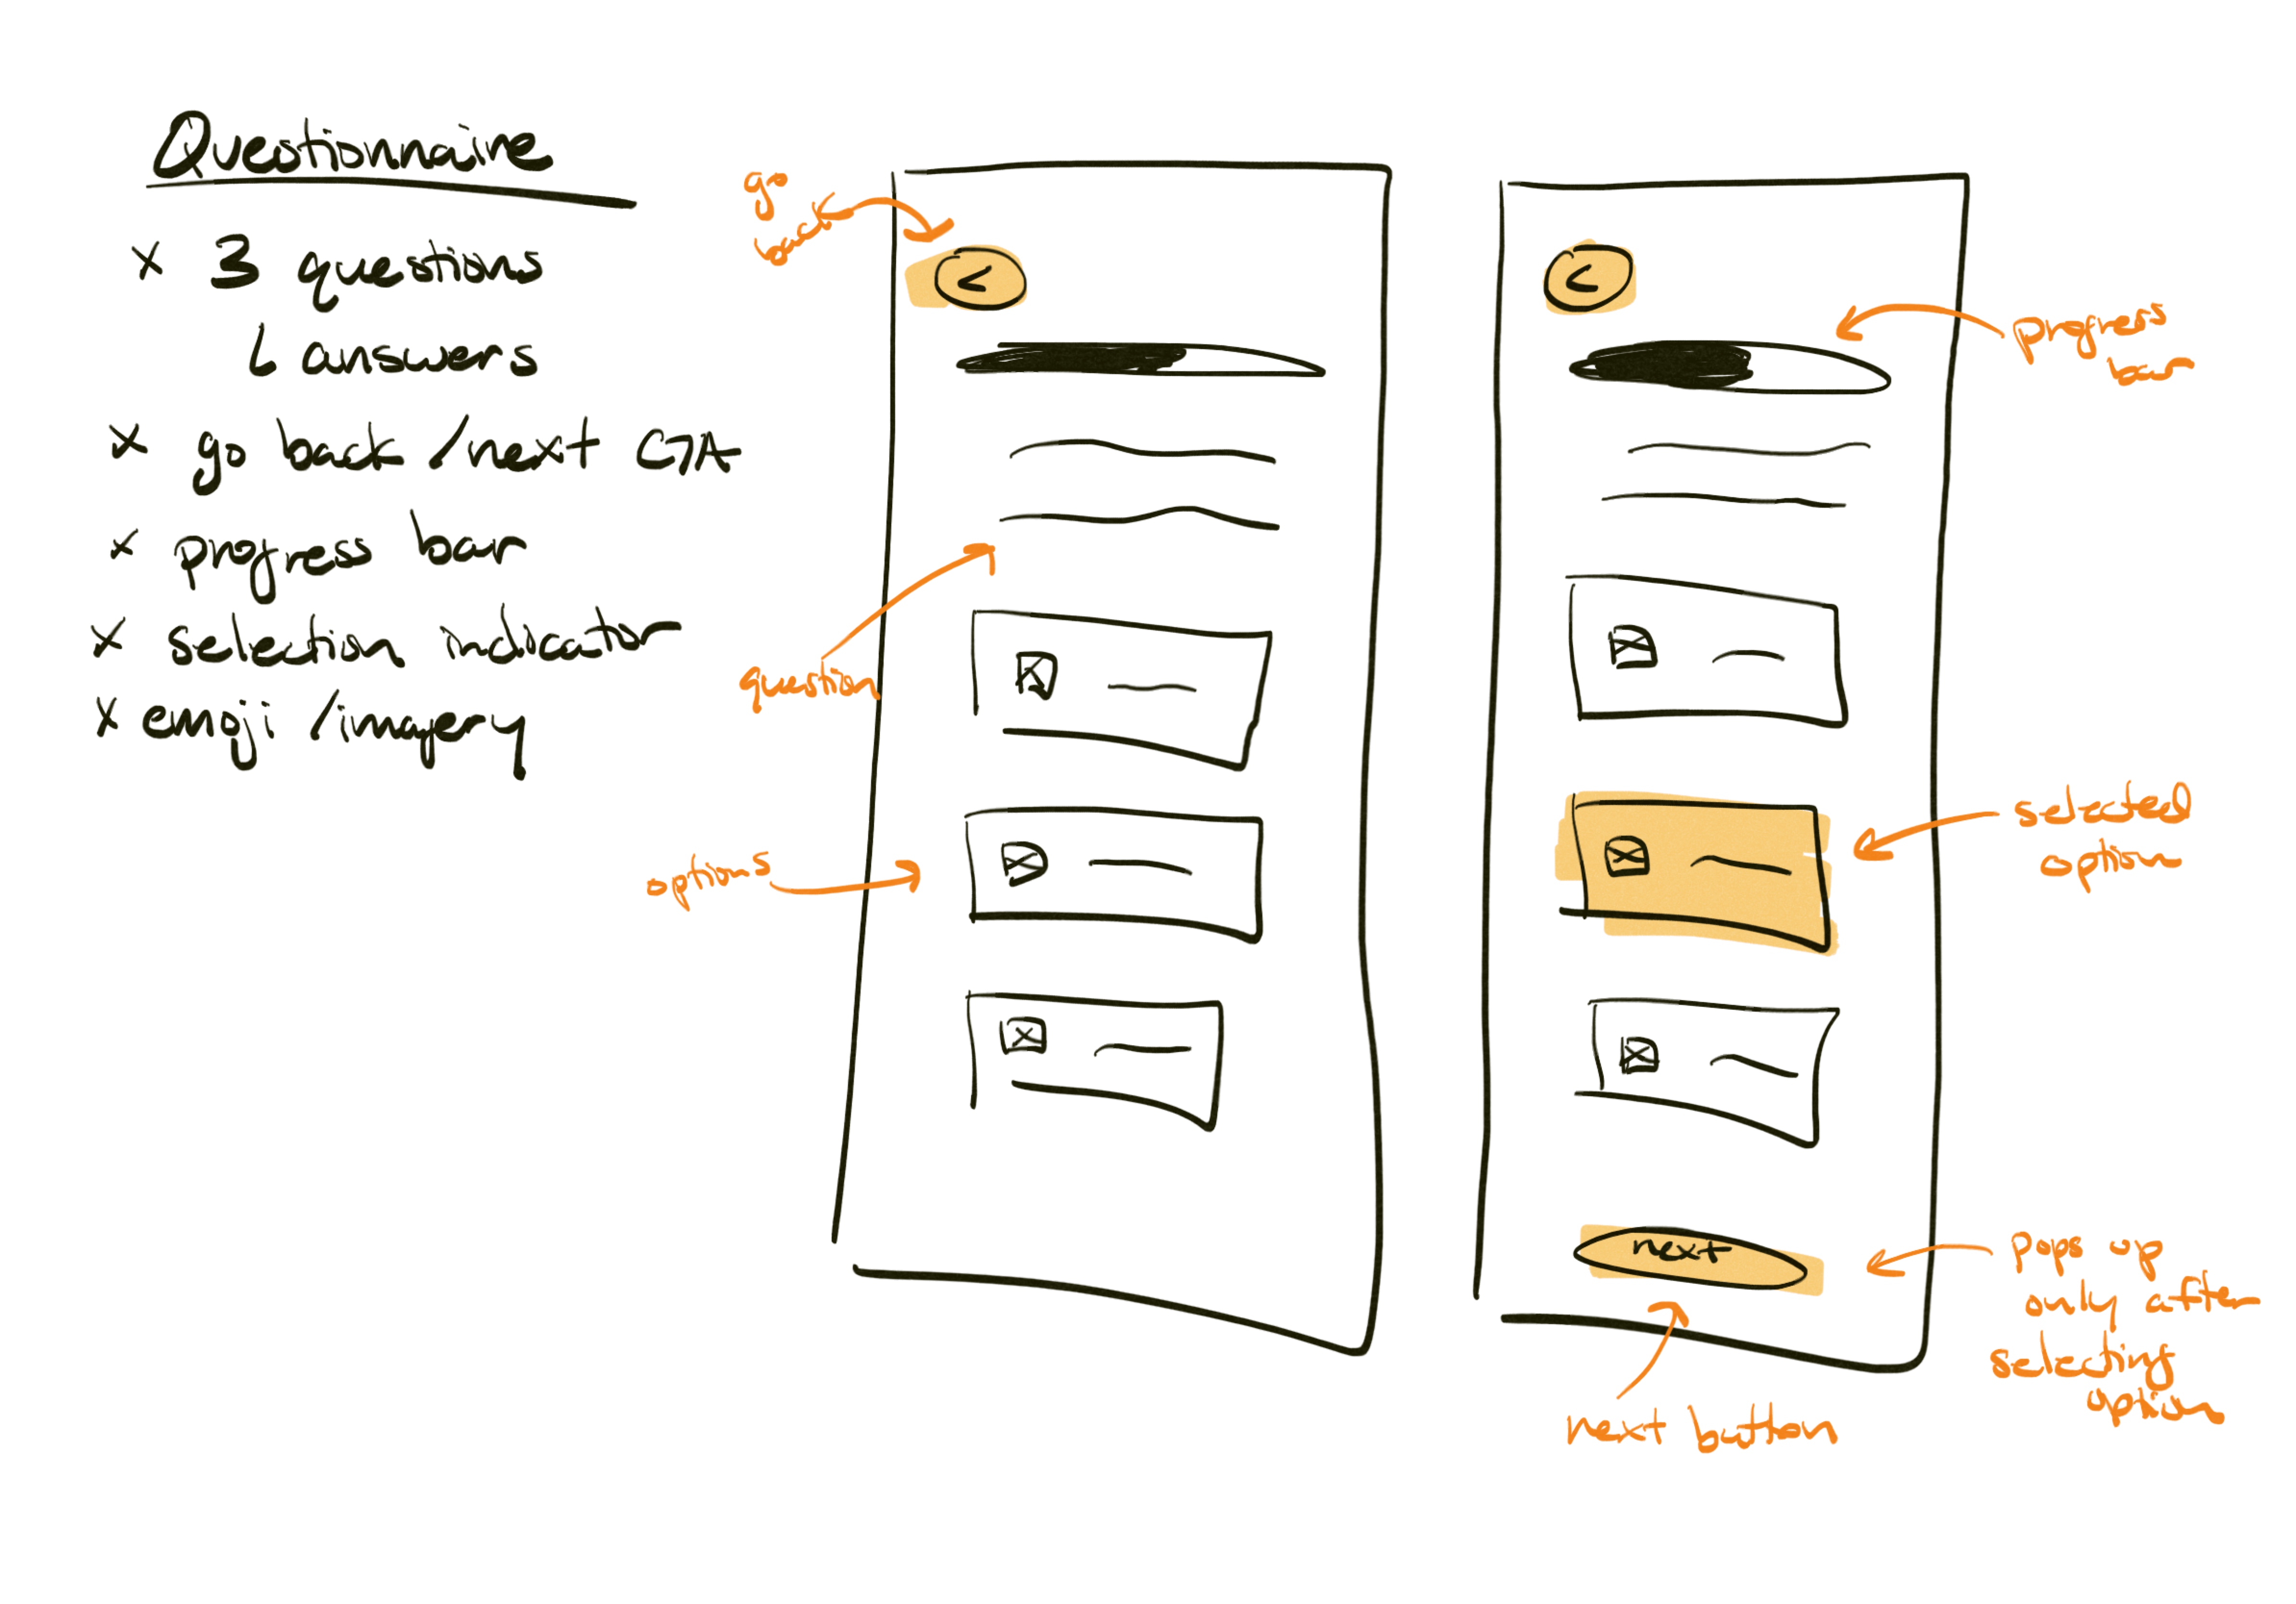 Questionnaire
x 3 questions
↳ answers
x go back / next CTA
x progress bar
x selection indicator
x emoji / imagery
go
back
<
question
options
<
progress
bar
selected
option
next
pops up
only after
selecting
option
next button